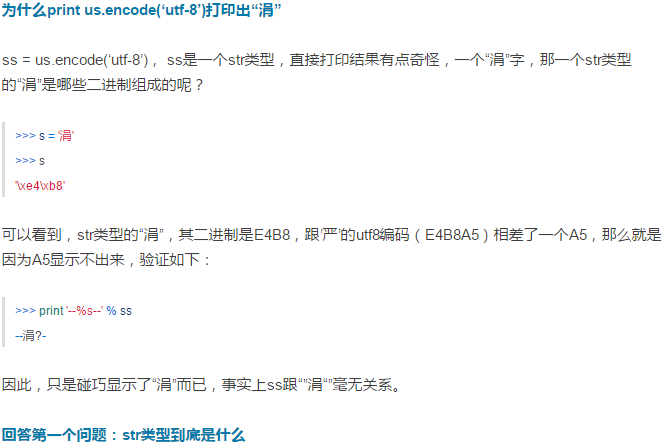 为什么print us.encode(‘utf-8’)打印出“涓”
ss = us.encode(‘utf-8’)， ss是一个str类型，直接打印结果有点奇怪，一个“涓”字，那一个str类型
的“涓”是哪些二进制组成的呢？
>>> s = '涓'
>>> s
'\xe4\xb8'
可以看到，str类型的“涓”，其二进制是E4B8，跟’严’的utf8编码（E4B8A5）相差了一个A5，那么就是
因为A5显示不出来，验证如下：
>>> print '--%s--' % ss
--涓?-
因此，只是碰巧显示了“涓”而已，事实上ss跟“”涓“”毫无关系。
回答第一个问题：str类型到底是什么